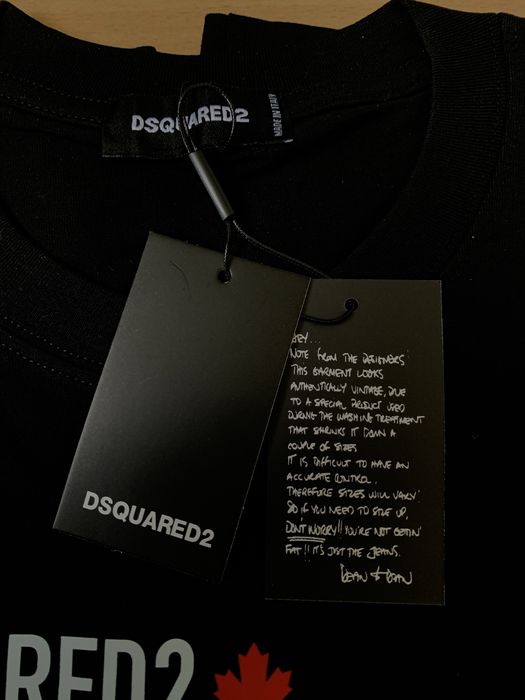 DSQUARED2
MADE IN ITALY
DSQUARED2
HEY...
NOTE FROM THE DESIGNERS:
THIS GARMENT LOOKS
AUTHENTICALLY VINTAGE, DUE
TO A SPECIAL PRODUCT USED
DURING THE WASHING TREATMENT
THAT SHRINKS IT DOWN A
COUPLE OF SIZES
IT IS DIFFICULT TO HAVE AN
ACCURATE CONTROL.
THEREFORE SIZES WILL VARY!
SO IF YOU NEED TO SIZE UP,
DON'T WORRY!! YOU'RE NOT GETTIN'
FAT!! IT'S JUST THE JEANS.
DEAN & DAN
RED2